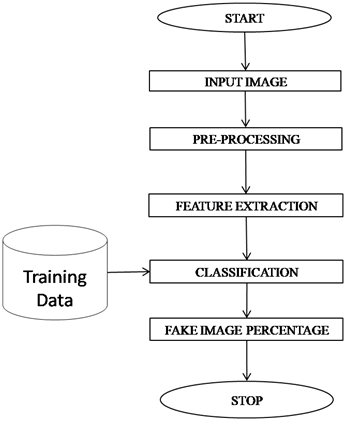 START
INPUT IMAGE
PRE-PROCESSING
FEATURE EXTRACTION
Training
Data
CLASSIFICATION
FAKE IMAGE PERCENTAGE
STOP